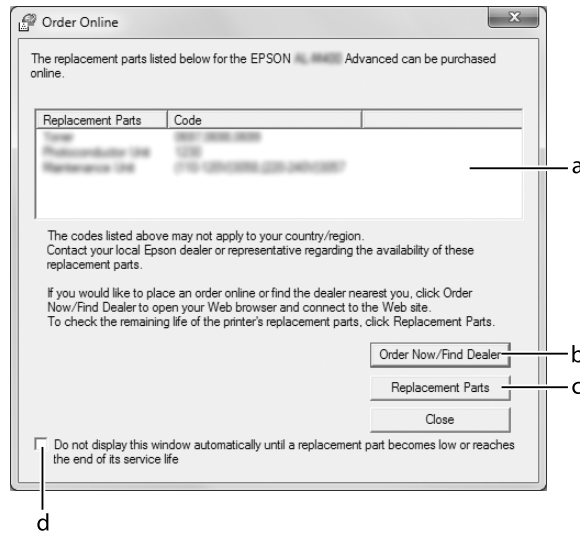 Order Online
The replacement parts listed below for the EPSON Advanced can be purchased
online.
Replacement Parts Code
a
The codes listed above may not apply to your country/region.
Contact your local Epson dealer or representative regarding the availability of these
replacement parts.
If you would like to place an order online or find the dealer nearest you, click Order
Now/Find Dealer to open your Web browser and connect to the Web site.
To check the remaining life of the printer's replacement parts, click Replacement Parts.
Order Now/Find Dealer b
Replacement Parts c
Close
Do not display this window automatically until a replacement part becomes low or reaches
the end of its service life
d